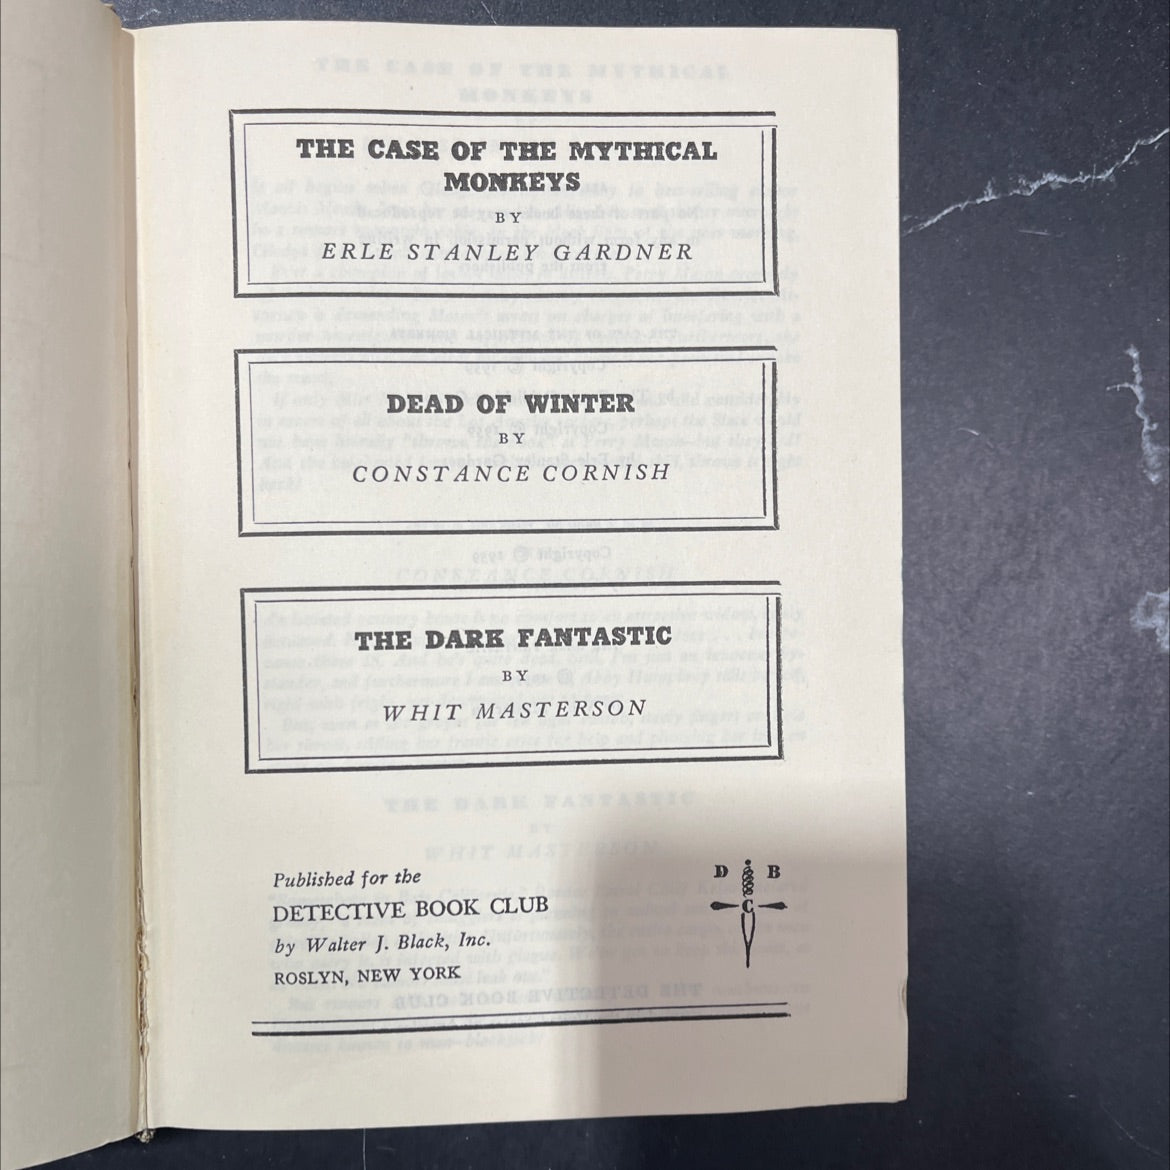 THE CASE OF THE MYTHICAL
MONKEYS
BY
ERLE STANLEY GARDNER
DEAD OF WINTER
BY
CONSTANCE CORNISH
THE DARK FANTASTIC
BY
WHIT MASTERSON
Published for the
DETECTIVE BOOK CLUB
by Walter J. Black, Inc.
ROSLYN, NEW YORK
D B
C